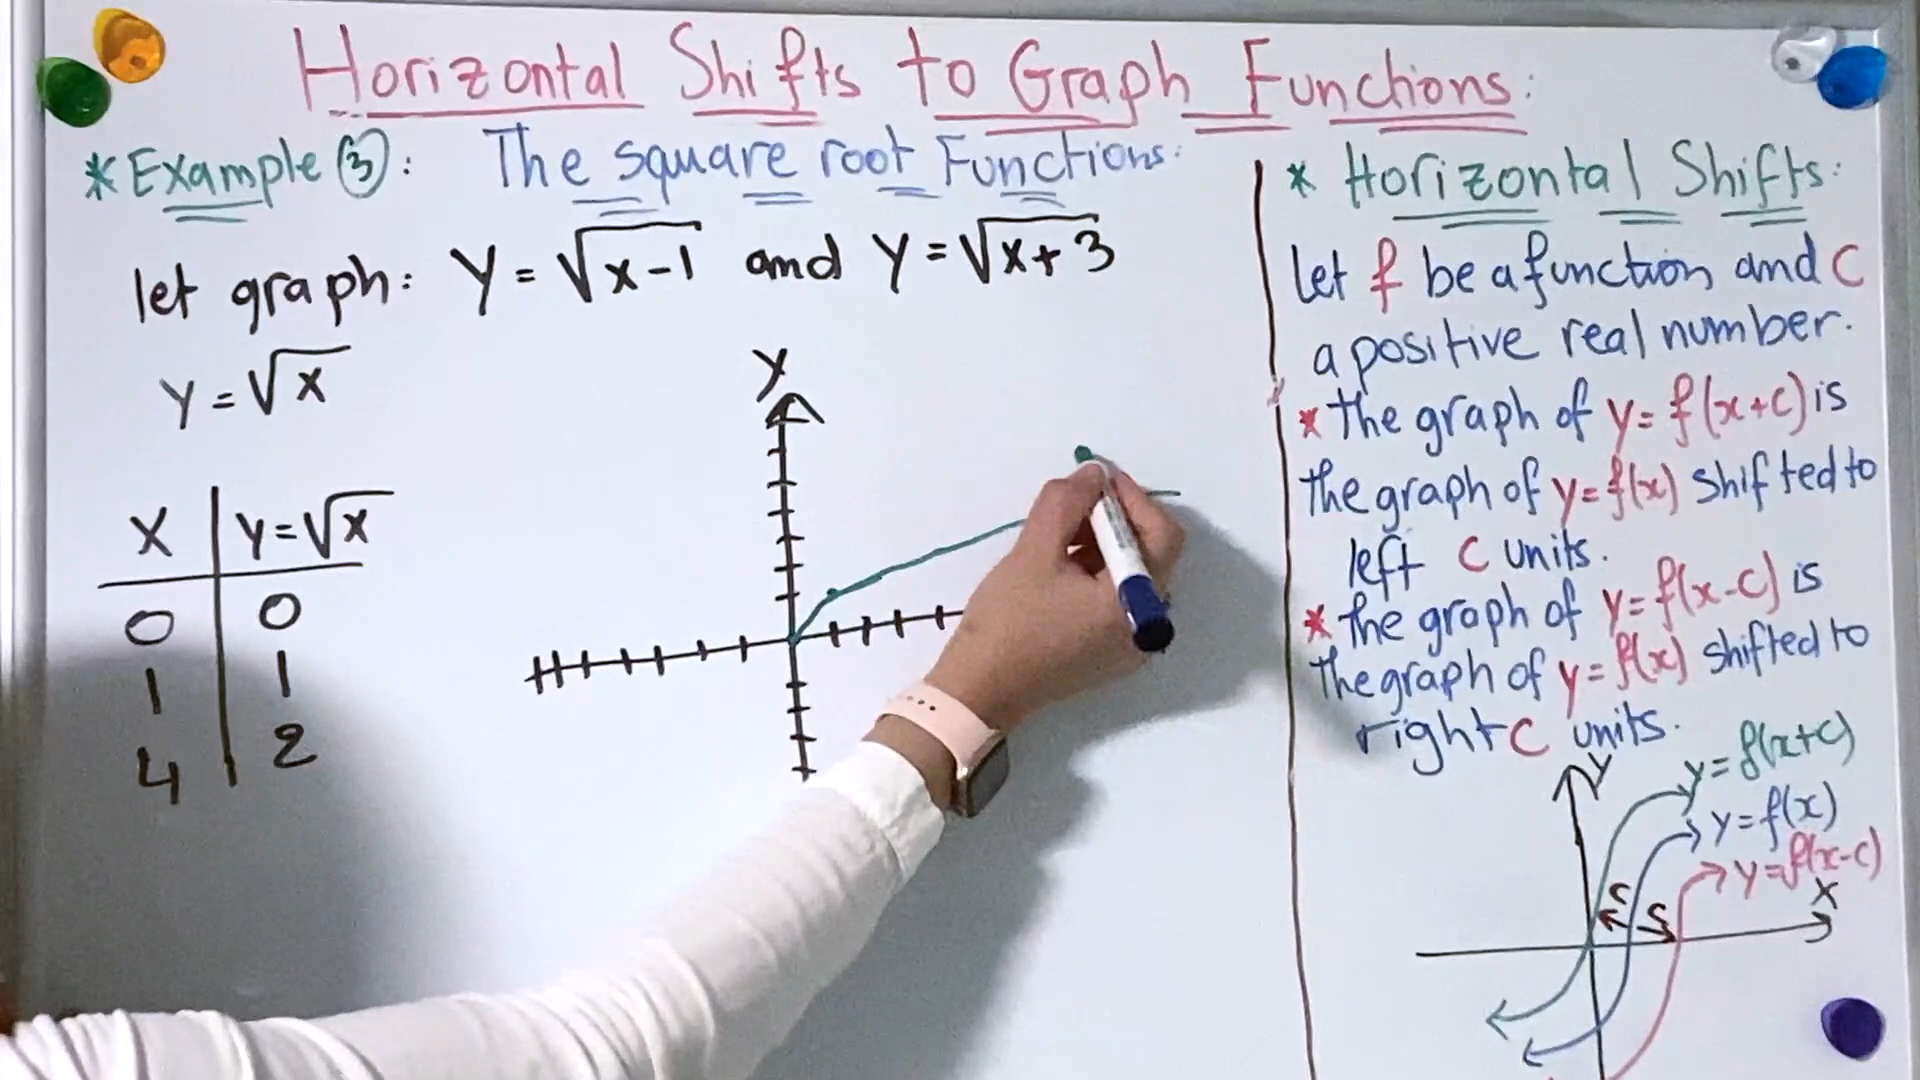 Horizontal Shifts to Graph Functions:
*Example ③: The square root Functions:
let graph: y = √x-1 and y = √x+3
y = √x
x | y = √x
0 | 0
1 | 1
4 | 2
y
* Horizontal Shifts:
let f be a function and c
a positive real number.
* the graph of y = f(x+c) is
the graph of y = f(x) shifted to
left c units.
* the graph of y = f(x-c) is
the graph of y = f(x) shifted to
right c units.
y = f(x+c)
y
y = f(x)
y = f(x-c)
c
c
x